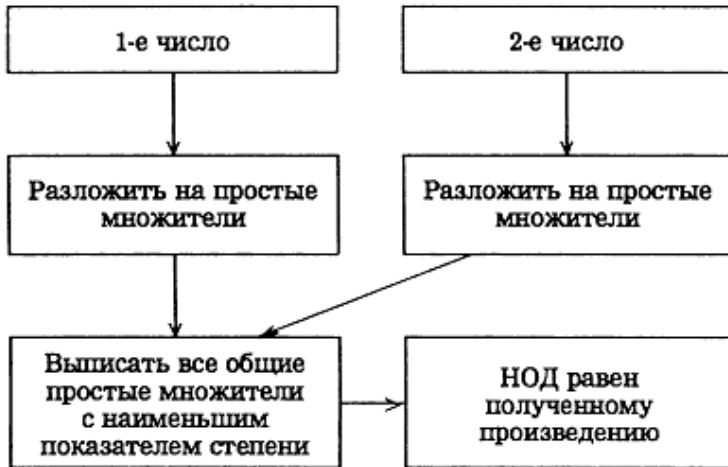 1-е число
2-е число
Разложить на простые
множители
Разложить на простые
множители
Выписать все общие
простые множители
с наименьшим
показателем степени
НОД равен
полученному
произведению